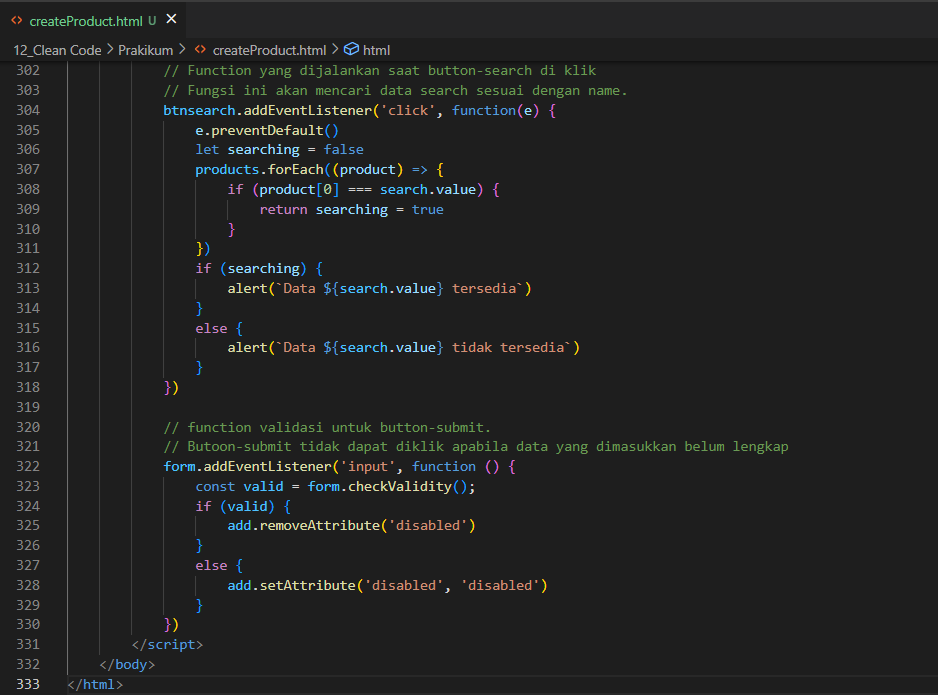 createProduct.html U ×
12_Clean Code > Prakikum > createProduct.html > html
302 // Function yang dijalankan saat button-search di klik
303 // Fungsi ini akan mencari data search sesuai dengan name.
304 btnsearch.addEventListener('click', function(e) {
305 e.preventDefault()
306 let searching = false
307 products.forEach((product) => {
308 if (product[0] === search.value) {
309 return searching = true
310 }
311 })
312 if (searching) {
313 alert(`Data ${search.value} tersedia`)
314 }
315 else {
316 alert(`Data ${search.value} tidak tersedia`)
317 }
318 })
319
320 // function validasi untuk button-submit.
321 // Butoon-submit tidak dapat diklik apabila data yang dimasukkan belum lengkap
322 form.addEventListener('input', function () {
323 const valid = form.checkValidity();
324 if (valid) {
325 add.removeAttribute('disabled')
326 }
327 else {
328 add.setAttribute('disabled', 'disabled')
329 }
330 })
331 </script>
332 </body>
333 </html>